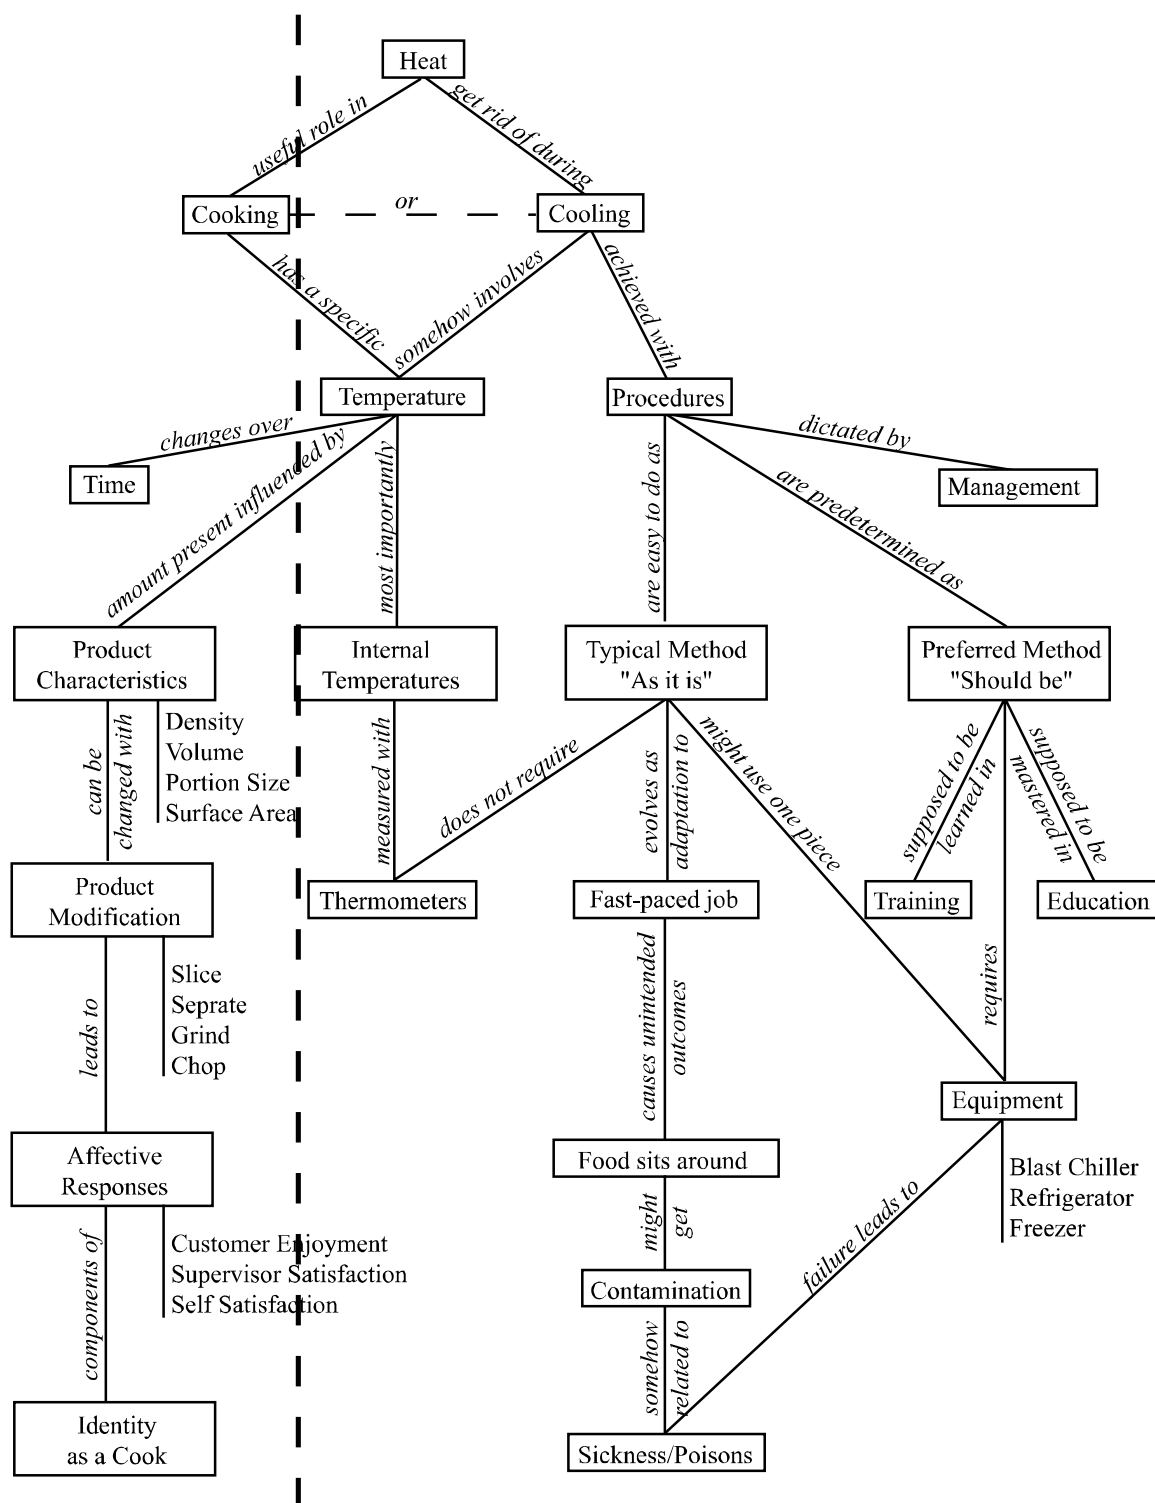 Heat
useful role in
get rid of during
Cooking
or
Cooling
has a specific
somehow involves
achieved with
Temperature
Procedures
changes over
dictated by
Time
amount present influenced by
most importantly
are easy to do as
are predetermined as
Management
Product
Characteristics
Internal
Temperatures
Typical Method
"As it is"
Preferred Method
"Should be"
can be
changed with
Density
Volume
Portion Size
Surface Area
measured with
does not require
evolves as
adaptation to
might use one piece
supposed to be
learned in
supposed to be
mastered in
Product
Modification
Thermometers
Fast-paced job
Training
Education
leads to
Slice
Seprate
Grind
Chop
causes unintended
outcomes
requires
Equipment
Affective
Responses
Food sits around
Blast Chiller
Refrigerator
Freezer
components of
Customer Enjoyment
Supervisor Satisfaction
Self Satisfaction
might
get
failure leads to
Contamination
somehow
related to
Identity
as a Cook
Sickness/Poisons